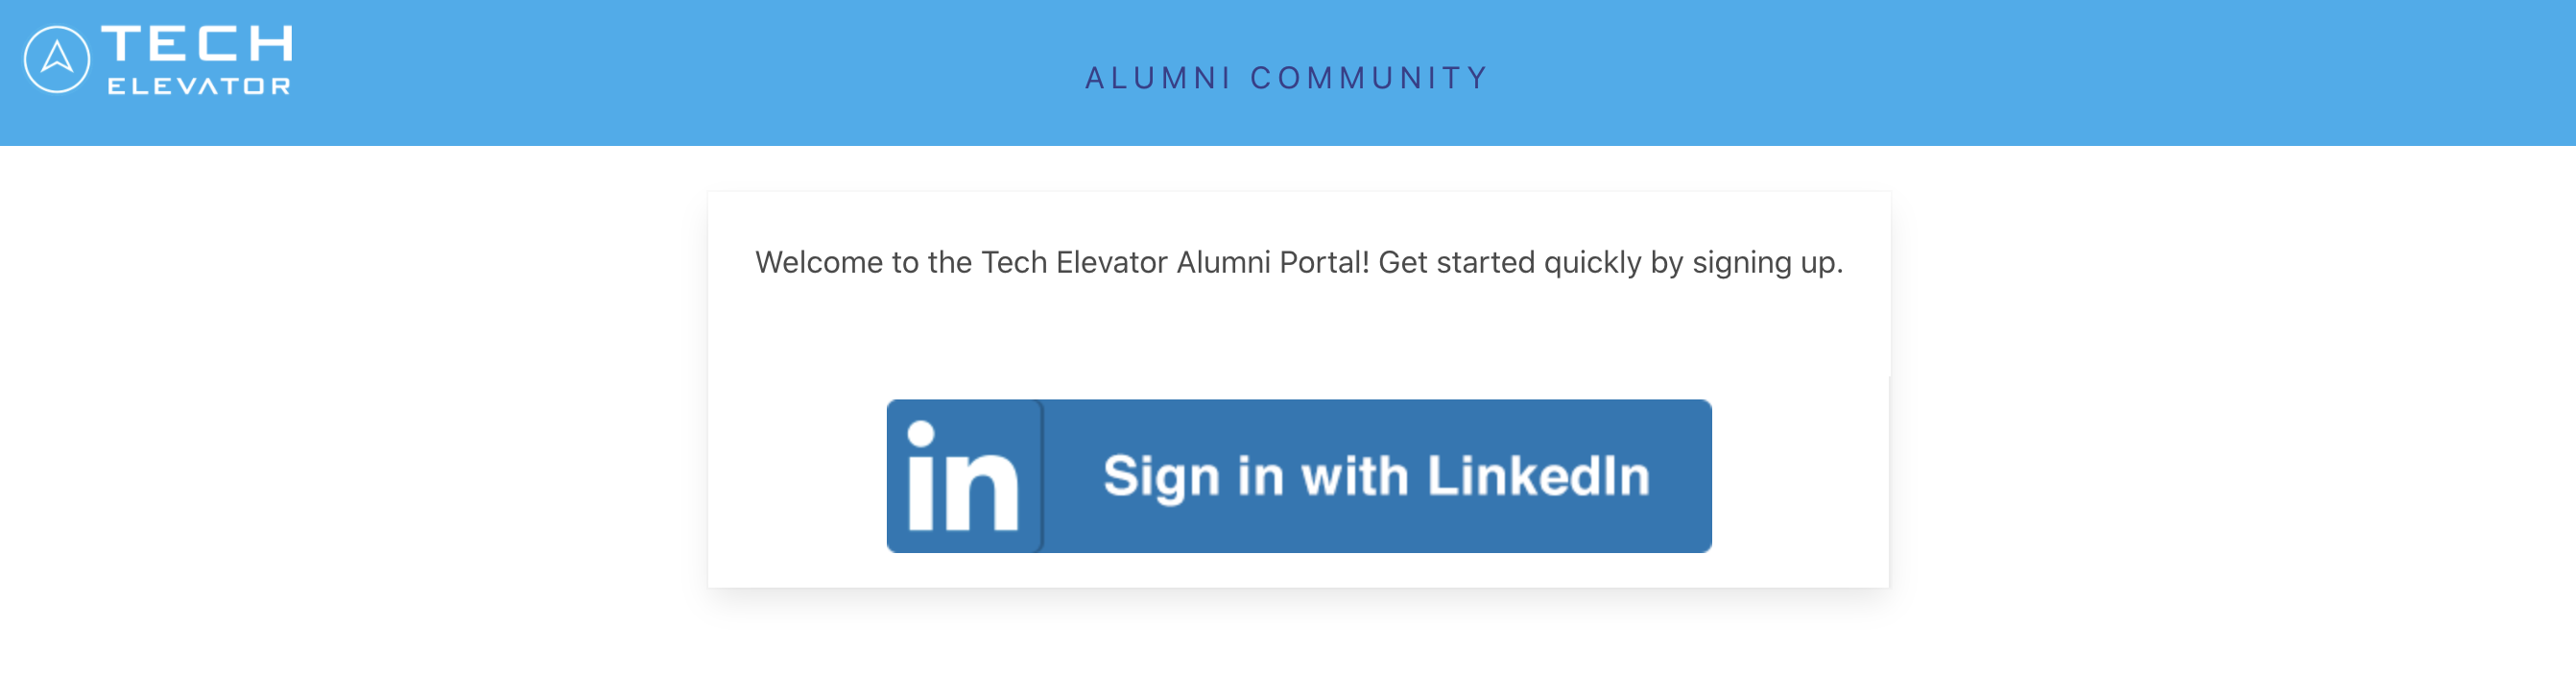 TECH
ELEVATOR
ALUMNI COMMUNITY
Welcome to the Tech Elevator Alumni Portal! Get started quickly by signing up.
in
Sign in with LinkedIn